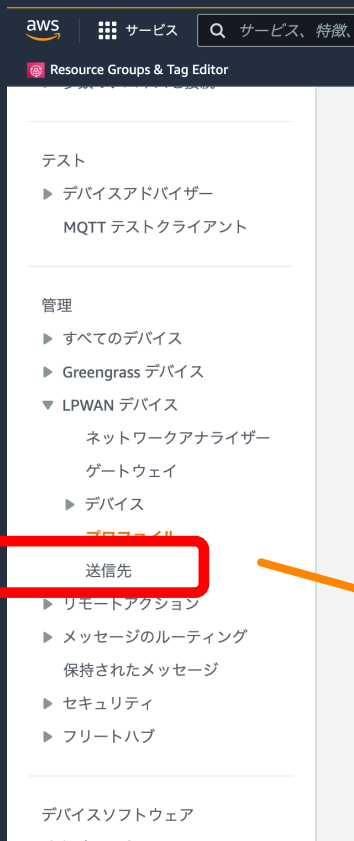 aws
サービス
サービス、特徴、
Resource Groups & Tag Editor
テスト
デバイスアドバイザー
MQTT テストクライアント
管理
すべてのデバイス
Greengrass デバイス
LPWAN デバイス
ネットワークアナライザー
ゲートウェイ
デバイス
プロファイル
送信先
リモートアクション
メッセージのルーティング
保持されたメッセージ
セキュリティ
フリートハブ
デバイスソフトウェア